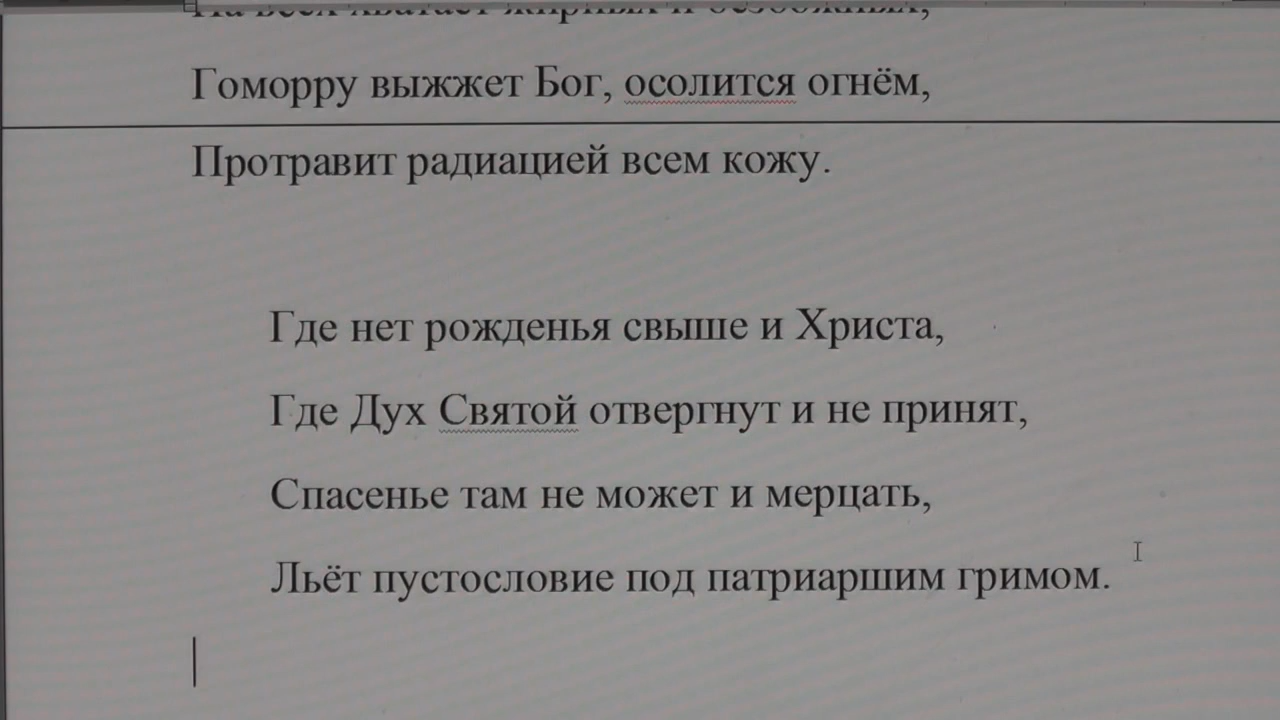 Гоморру выжжет Бог, осолится огнём,
Протравит радиацией всем кожу.
Где нет рожденья свыше и Христа,
Где Дух Святой отвергнут и не принят,
Спасенье там не может и мерцать,
Льёт пустословие под патриаршим гримом.